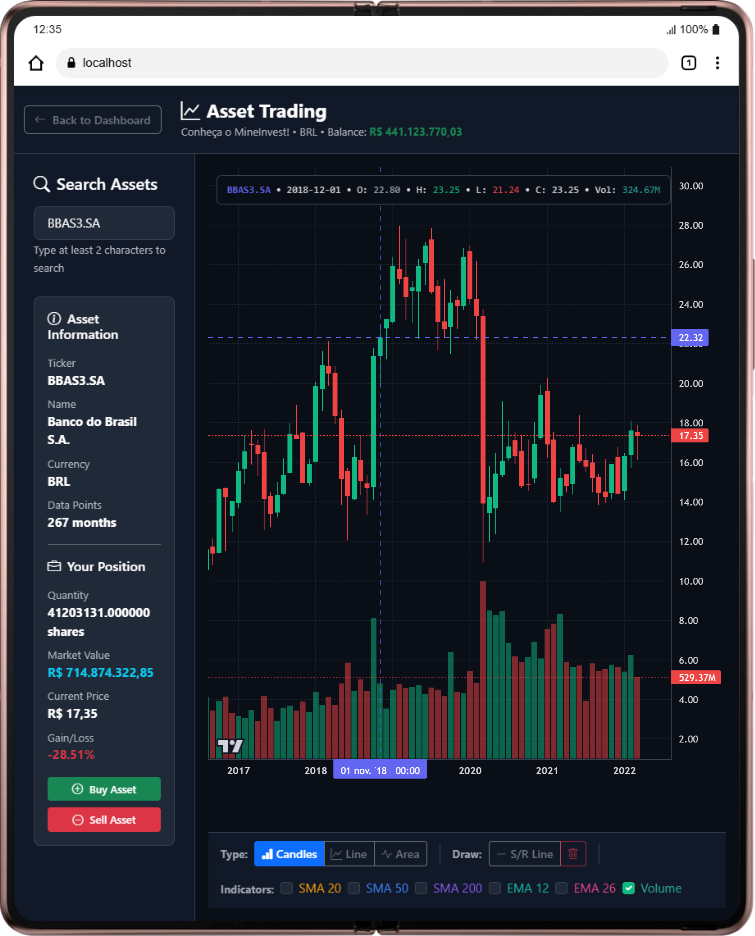 12:35
100%
localhost
1
Back to Dashboard
Asset Trading
Conheça o MineInvest! • BRL • Balance: R$ 441.123.770,03
Search Assets
BBAS3.SA
Type at least 2 characters to
search
Asset
Information
Ticker
BBAS3.SA
Name
Banco do Brasil
S.A.
Currency
BRL
Data Points
267 months
Your Position
Quantity
41203131.000000
shares
Market Value
R$ 714.874.322,85
Current Price
R$ 17,35
Gain/Loss
-28.51%
Buy Asset
Sell Asset
BBAS3.SA • 2018-12-01 • O: 22.80 • H: 23.25 • L: 21.24 • C: 23.25 • Vol: 324.67M
30.00
28.00
26.00
24.00
22.32
20.00
18.00
17.35
16.00
14.00
12.00
10.00
8.00
6.00
529.37M
4.00
2.00
2017
2018
01 nov. '18 00:00
2020
2021
2022
Type:
Candles
Line
Area
Draw:
S/R Line
Indicators:
SMA 20
SMA 50
SMA 200
EMA 12
EMA 26
Volume